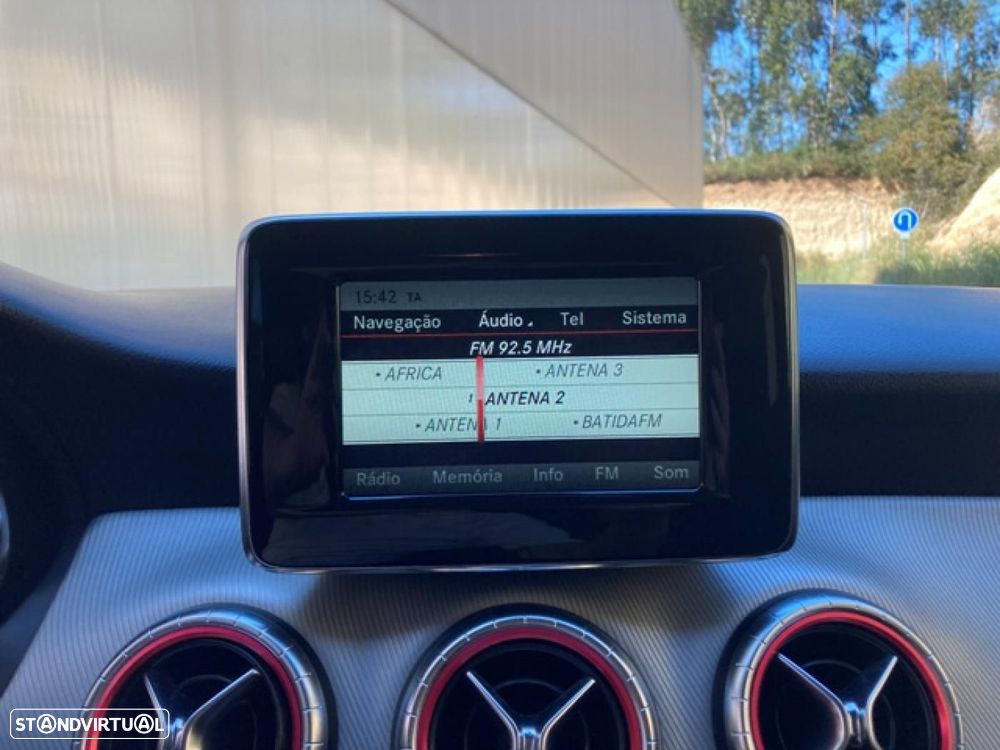 15:42 TA
Navegação Áudio Tel Sistema
FM 92.5 MHz
• AFRICA • ANTENA 3
1 ANTENA 2
• ANTENA 1 • BATIDAFM
Rádio Memória Info FM Som
STANDVIRTUAL